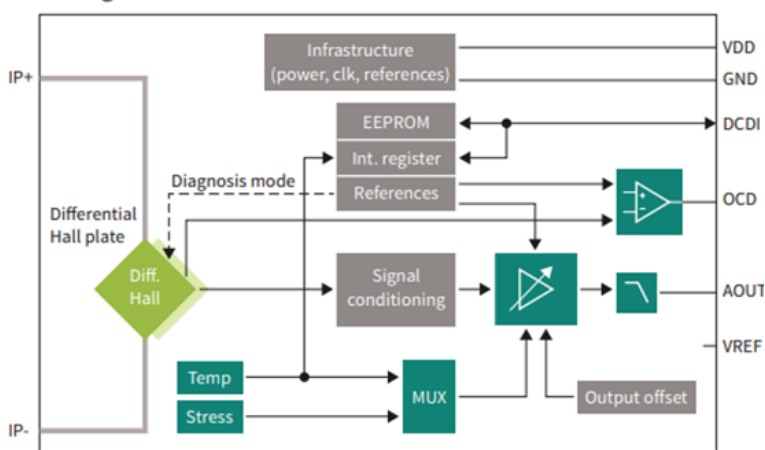 Infrastructure
(power, clk, references)
VDD
GND
IP+
EEPROM
DCDI
Int. register
Diagnosis mode
References
OCD
Differential
Hall plate
Diff.
Hall
Signal
conditioning
AOUT
VREF
Temp
MUX
Output offset
Stress
IP-